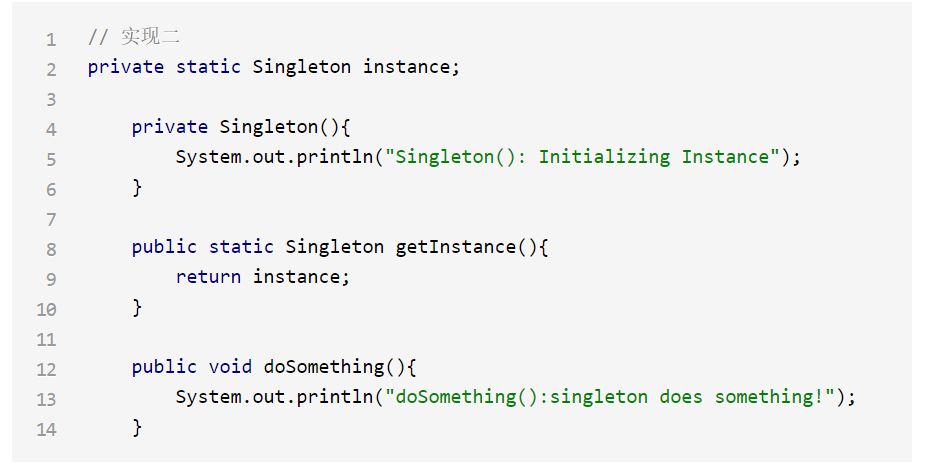 1 // 实现二
2 private static Singleton instance;
3
4 private Singleton(){
5 System.out.println("Singleton(): Initializing Instance");
6 }
7
8 public static Singleton getInstance(){
9 return instance;
10 }
11
12 public void doSomething(){
13 System.out.println("doSomething():singleton does something!");
14 }